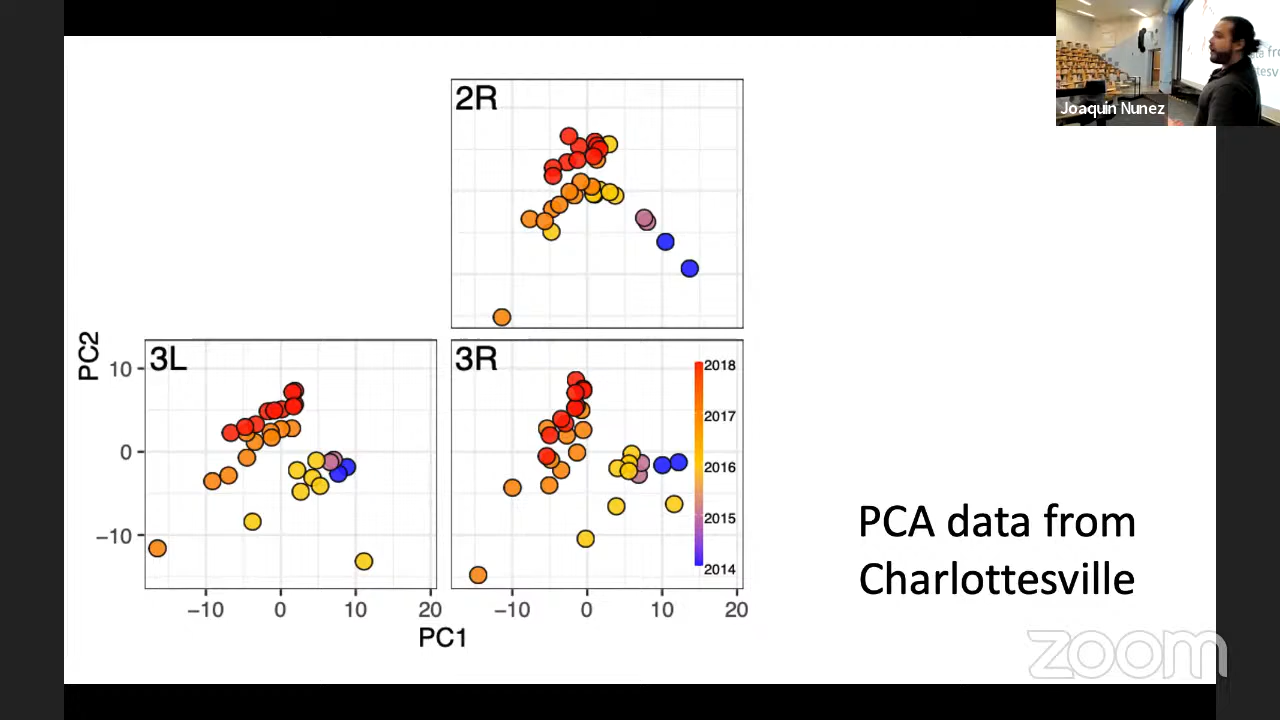 Joaquin Nunez
2R
3L
3R
PC2
10
0
−10
2018
2017
2016
2015
2014
−10
0
10
20
−10
0
10
20
PC1
PCA data from
Charlottesville
zoom